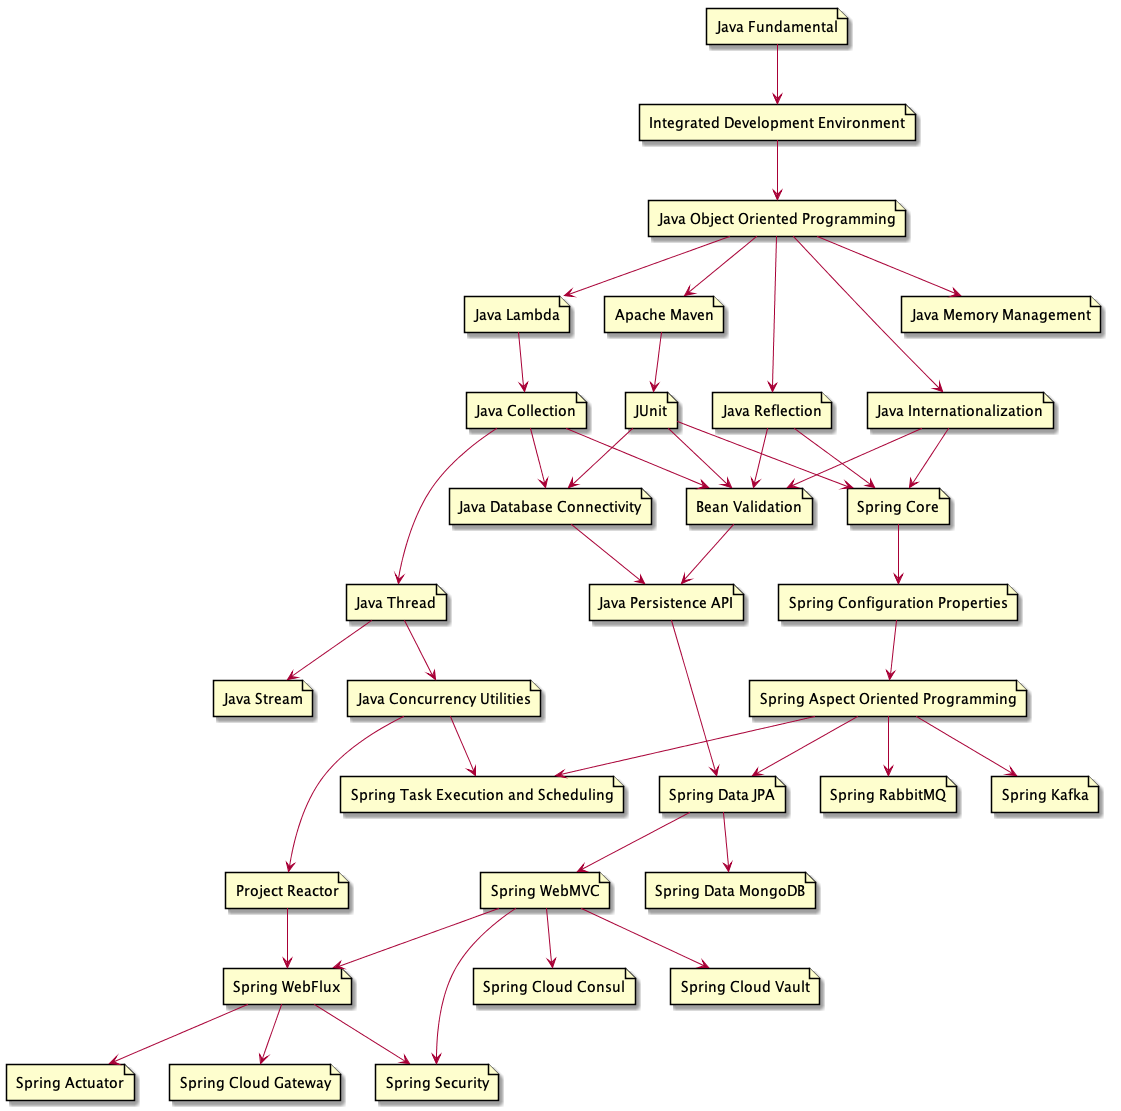 Java Fundamental
Integrated Development Environment
Java Object Oriented Programming
Java Lambda
Apache Maven
Java Memory Management
Java Collection
JUnit
Java Reflection
Java Internationalization
Java Database Connectivity
Bean Validation
Spring Core
Java Thread
Java Persistence API
Spring Configuration Properties
Java Stream
Java Concurrency Utilities
Spring Aspect Oriented Programming
Spring Task Execution and Scheduling
Spring Data JPA
Spring RabbitMQ
Spring Kafka
Project Reactor
Spring WebMVC
Spring Data MongoDB
Spring WebFlux
Spring Cloud Consul
Spring Cloud Vault
Spring Actuator
Spring Cloud Gateway
Spring Security